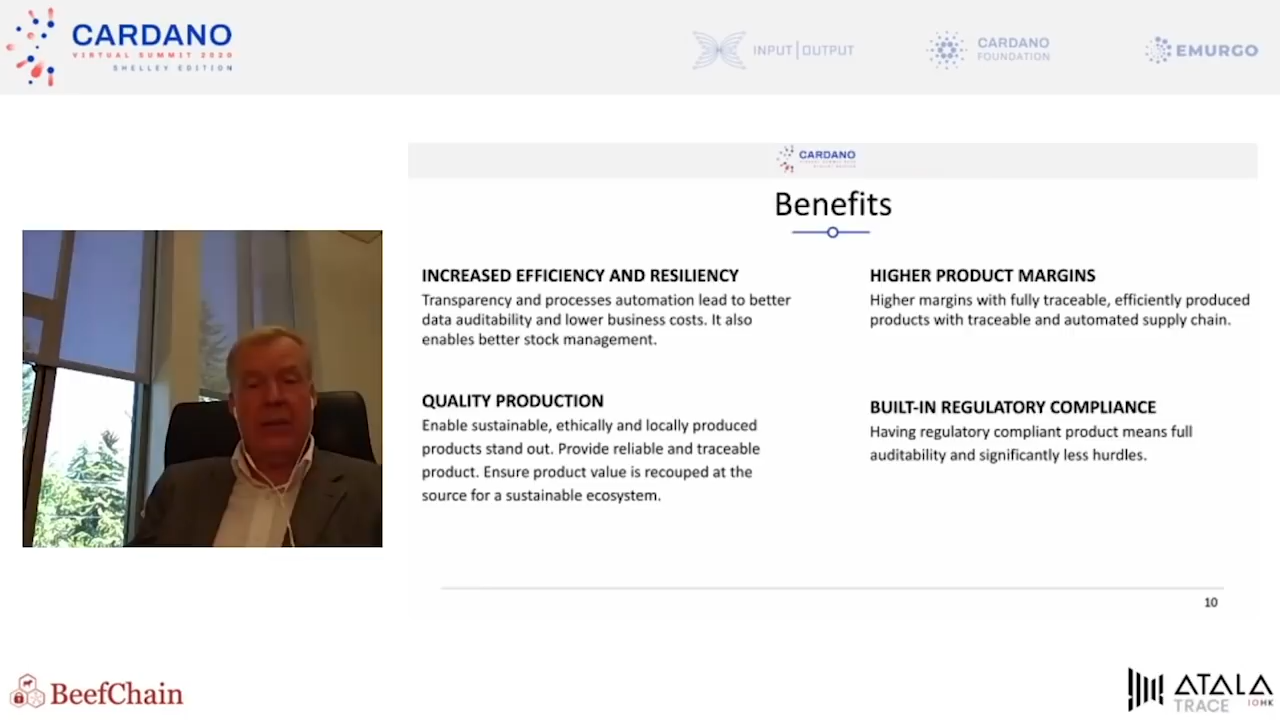 CARDANO
VIRTUAL SUMMIT 2020
SHELLEY EDITION
INPUT|OUTPUT
CARDANO
FOUNDATION
EMURGO
CARDANO
Benefits
INCREASED EFFICIENCY AND RESILIENCY
Transparency and processes automation lead to better
data auditability and lower business costs. It also
enables better stock management.
QUALITY PRODUCTION
Enable sustainable, ethically and locally produced
products stand out. Provide reliable and traceable
product. Ensure product value is recouped at the
source for a sustainable ecosystem.
HIGHER PRODUCT MARGINS
Higher margins with fully traceable, efficiently produced
products with traceable and automated supply chain.
BUILT-IN REGULATORY COMPLIANCE
Having regulatory compliant product means full
auditability and significantly less hurdles.
10
BeefChain
ATALA
TRACE IOHK